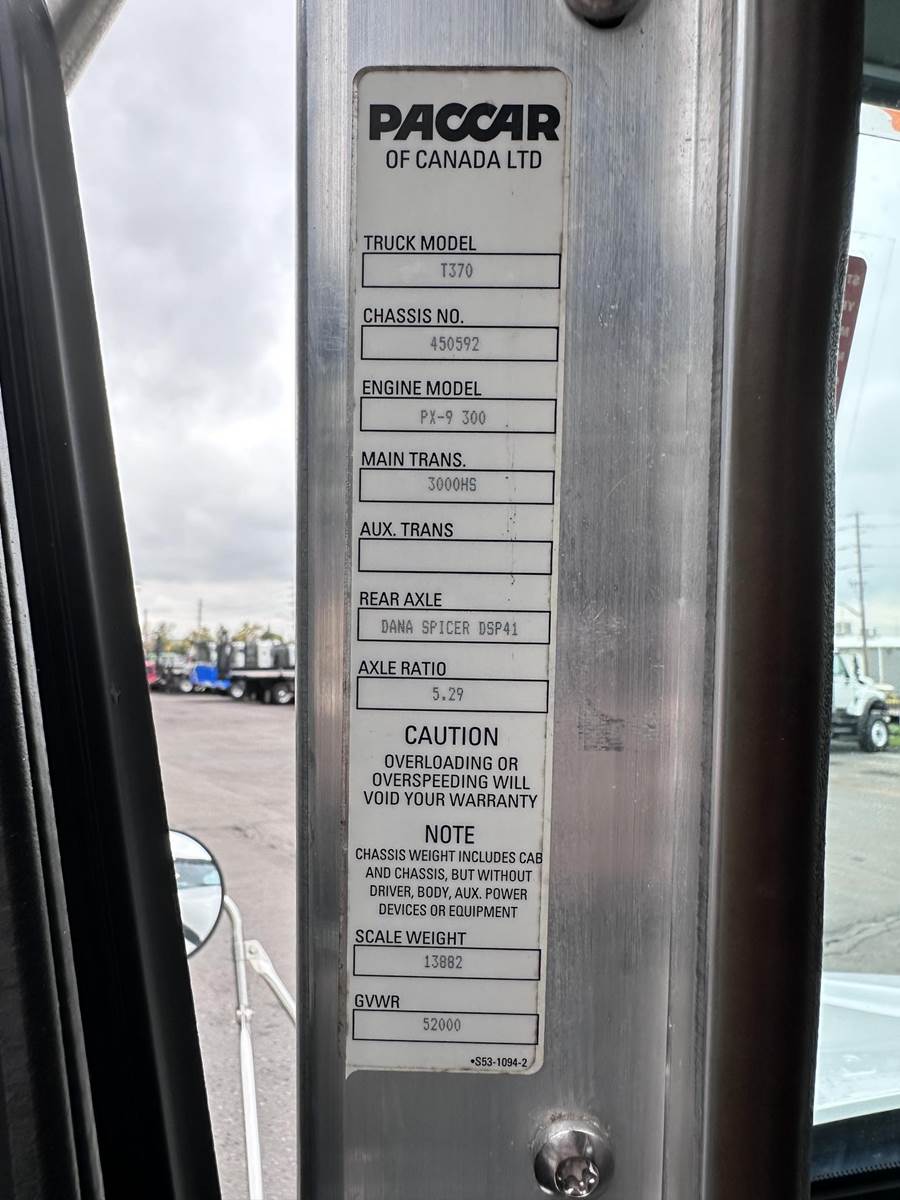 PACCAR
OF CANADA LTD
TRUCK MODEL
T370
CHASSIS NO.
450592
ENGINE MODEL
PX-9 300
MAIN TRANS.
3000HS
AUX. TRANS
REAR AXLE
DANA SPICER DSP41
AXLE RATIO
5.29
CAUTION
OVERLOADING OR
OVERSPEEDING WILL
VOID YOUR WARRANTY
NOTE
CHASSIS WEIGHT INCLUDES CAB
AND CHASSIS, BUT WITHOUT
DRIVER, BODY, AUX. POWER
DEVICES OR EQUIPMENT
SCALE WEIGHT
13882
GVWR
52000
•S53-1094-2